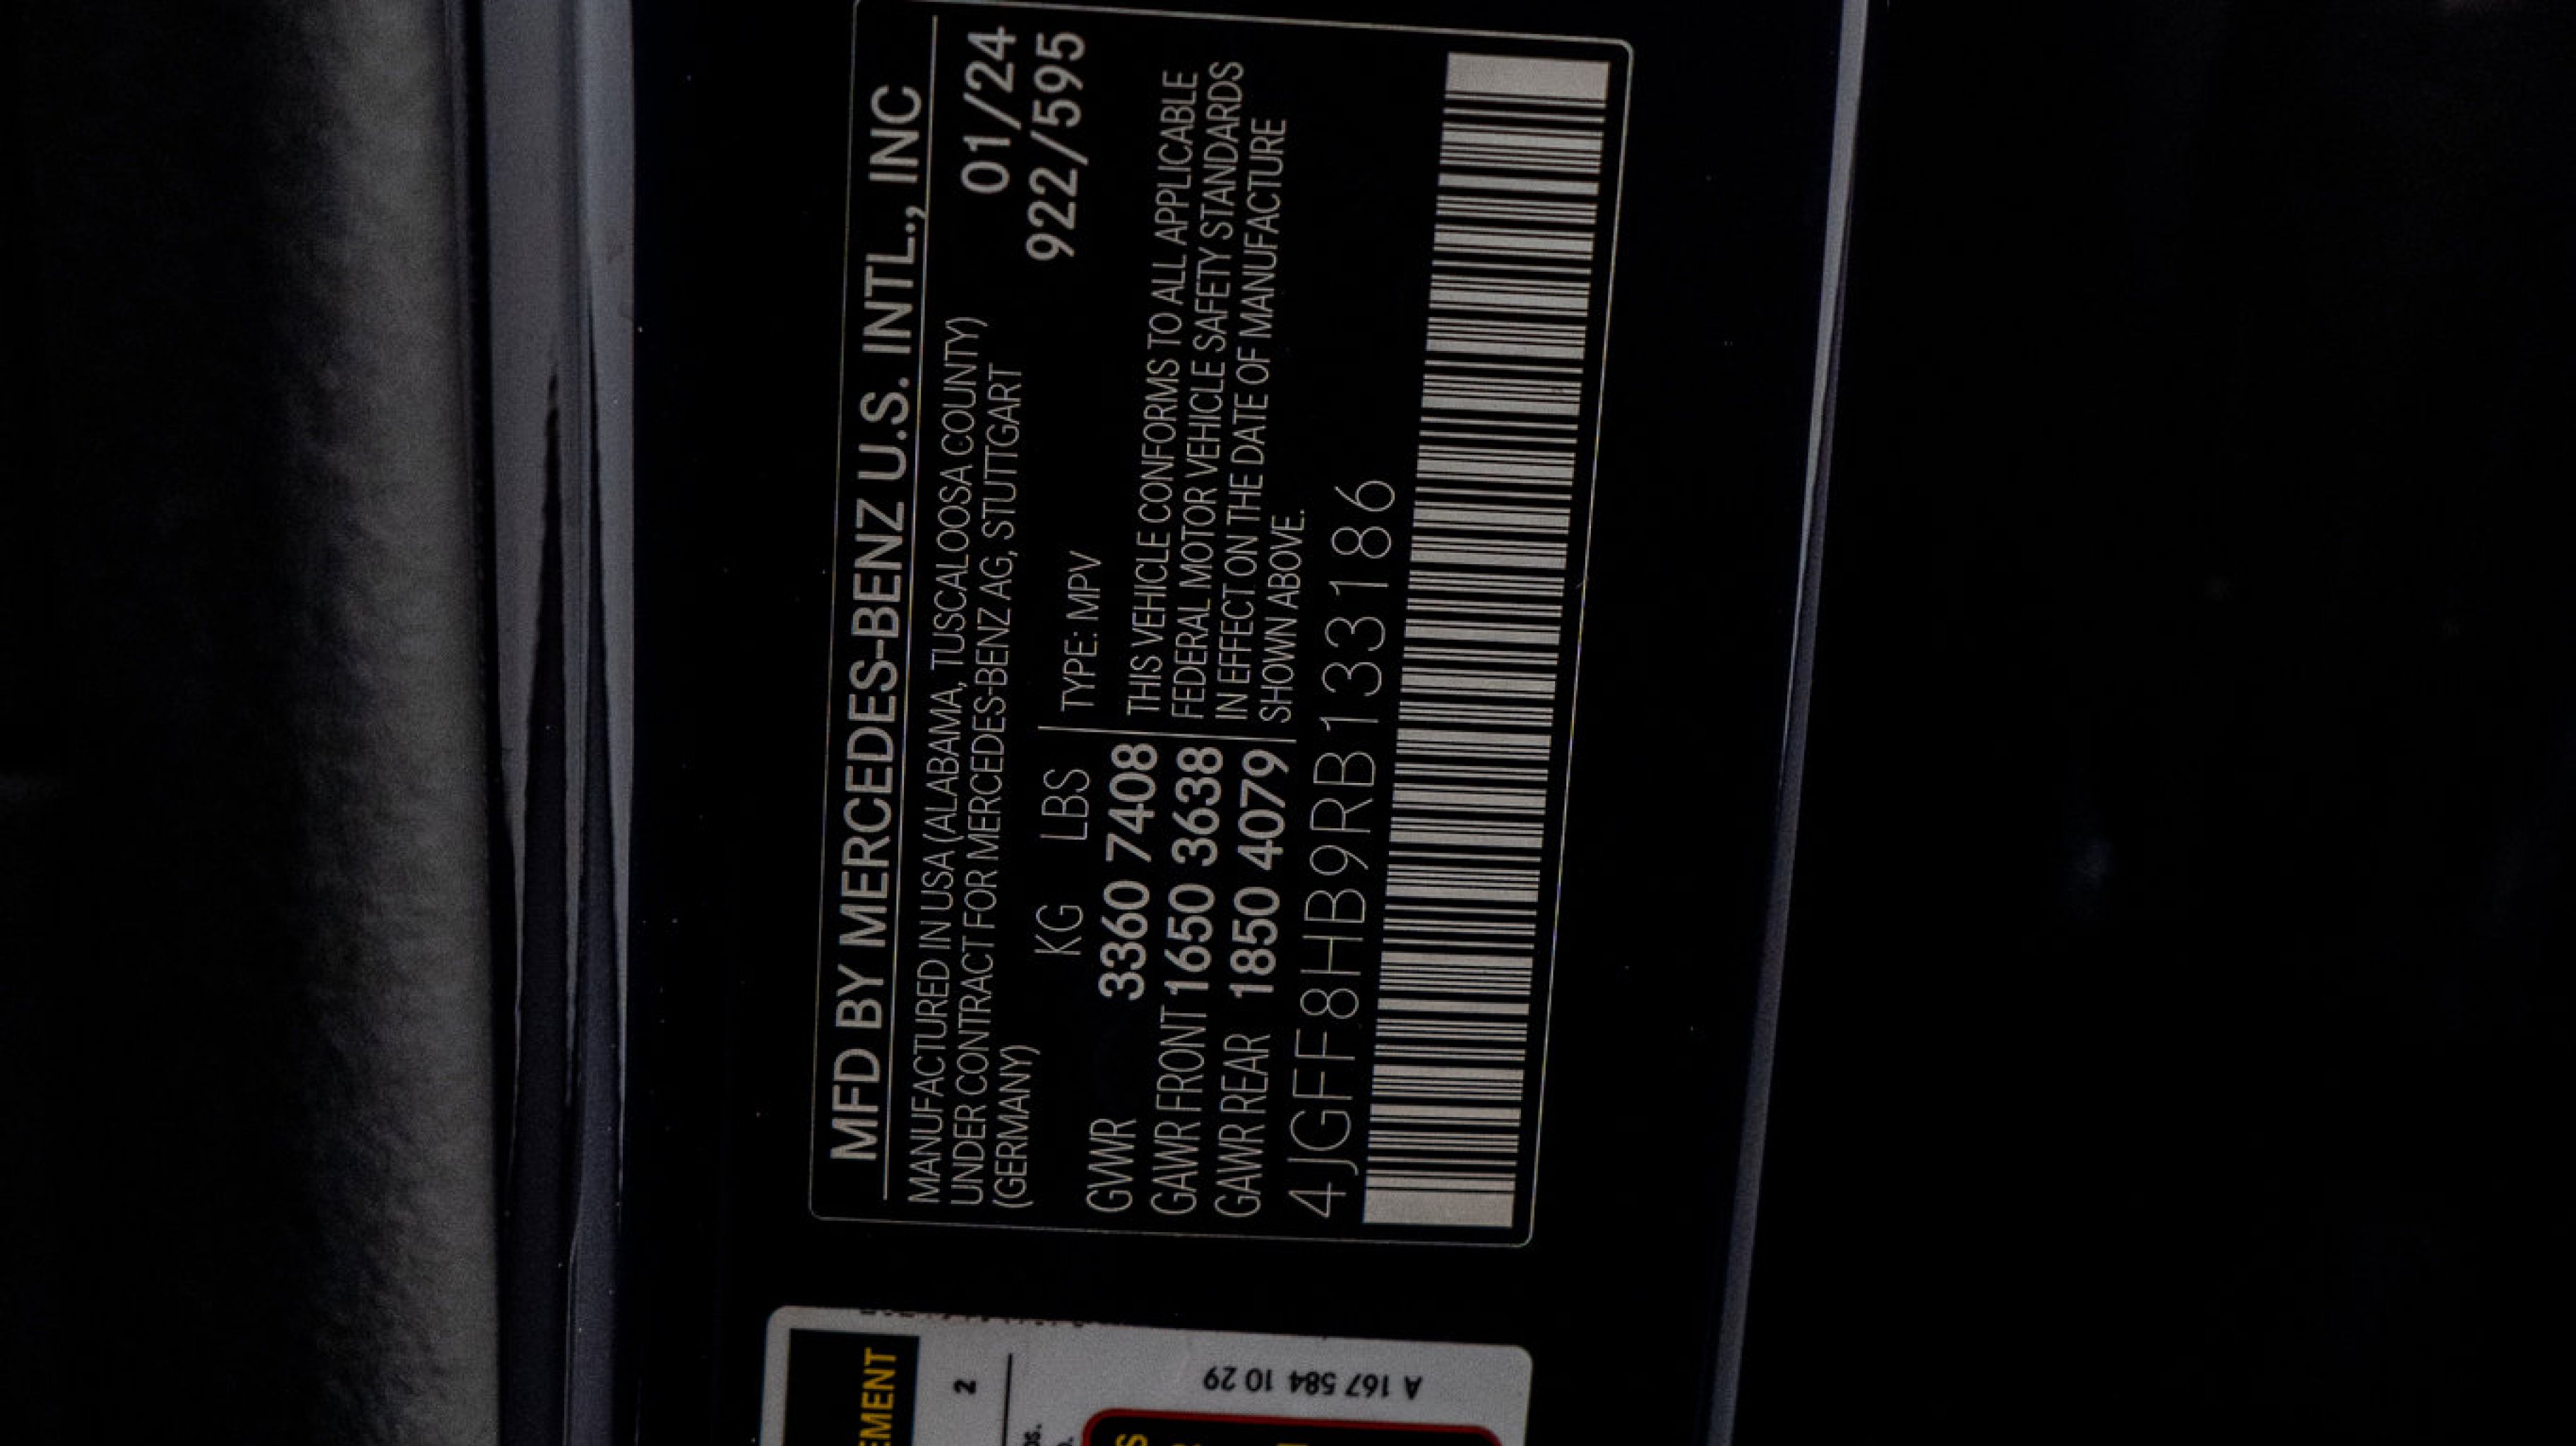 MFD BY MERCEDES-BENZ U.S. INTL., INC
01/24
922/595
MANUFACTURED IN USA (ALABAMA, TUSCALOOSA COUNTY)
UNDER CONTRACT FOR MERCEDES-BENZ AG, STUTTGART
(GERMANY)
KG LBS
TYPE: MPV
GVWR 3360 7408
GAWR FRONT 1650 3638
GAWR REAR 1850 4079
THIS VEHICLE CONFORMS TO ALL APPLICABLE
FEDERAL MOTOR VEHICLE SAFETY STANDARDS
IN EFFECT ON THE DATE OF MANUFACTURE
SHOWN ABOVE.
4JGFF8HB9RB133186
A 167 584 10 29
2